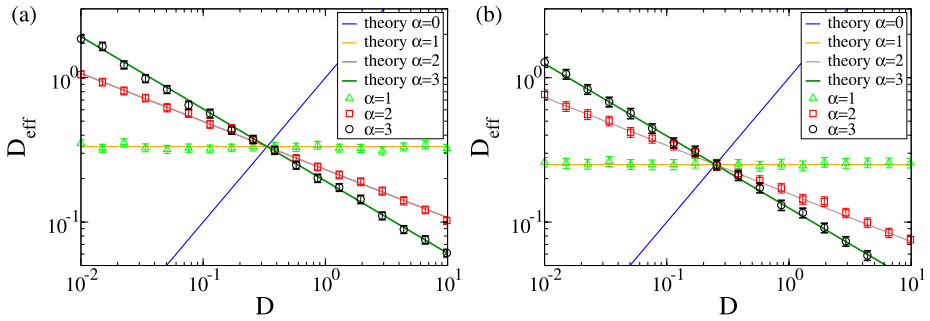 (a)
D_eff
10^0
10^-1
theory α=0
theory α=1
theory α=2
theory α=3
α=1
α=2
α=3
10^-2 10^-1 10^0 10^1
D
(b)
D_eff
10^0
10^-1
theory α=0
theory α=1
theory α=2
theory α=3
α=1
α=2
α=3
10^-2 10^-1 10^0 10^1
D